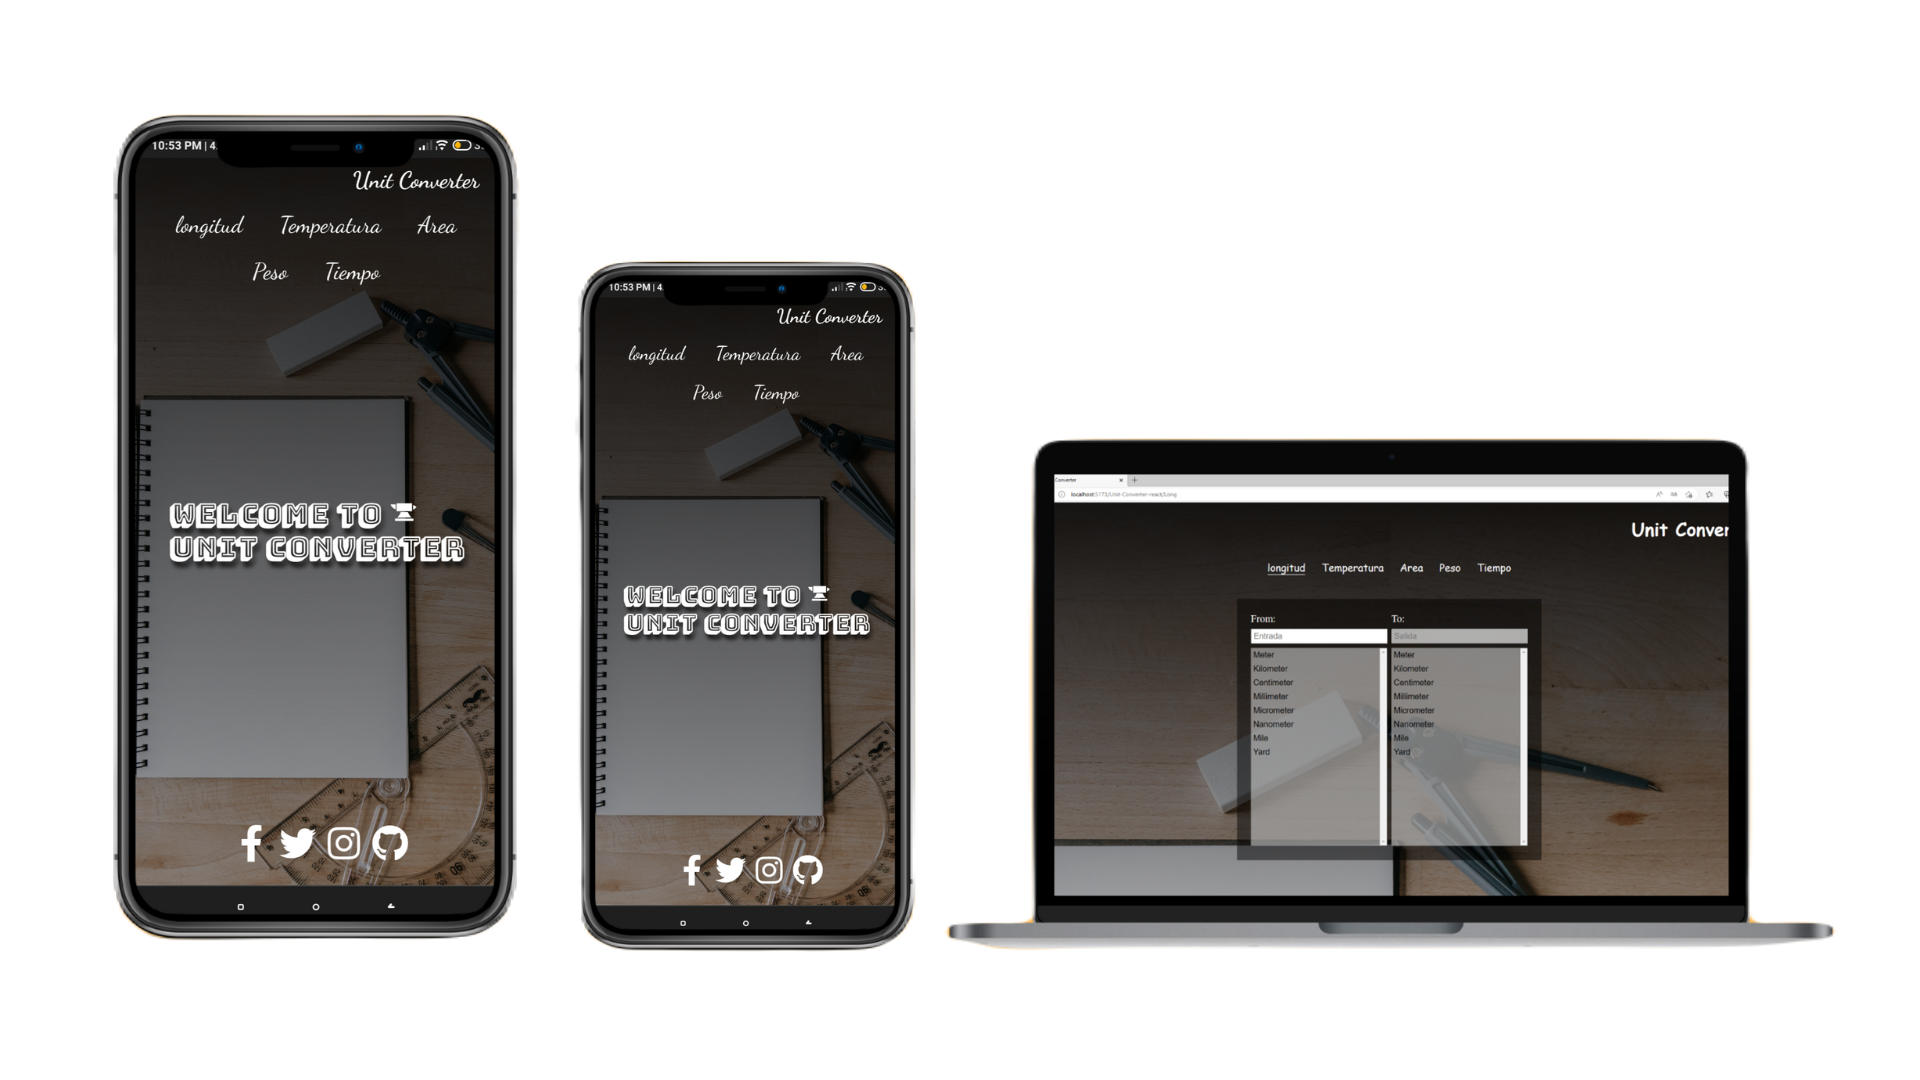 10:53 PM | 4
Unit Converter
longitud Temperatura Area
Peso Tiempo
WELCOME TO
UNIT CONVERTER
10:53 PM | 4
Unit Converter
longitud Temperatura Area
Peso Tiempo
WELCOME TO
UNIT CONVERTER
Converter
localhost:5173/Unit-Converter-react/Long
Unit Conver
longitud Temperatura Area Peso Tiempo
From: To:
Entrada Salida
Meter Meter
Kilometer Kilometer
Centimeter Centimeter
Millimeter Millimeter
Micrometer Micrometer
Nanometer Nanometer
Mile Mile
Yard Yard